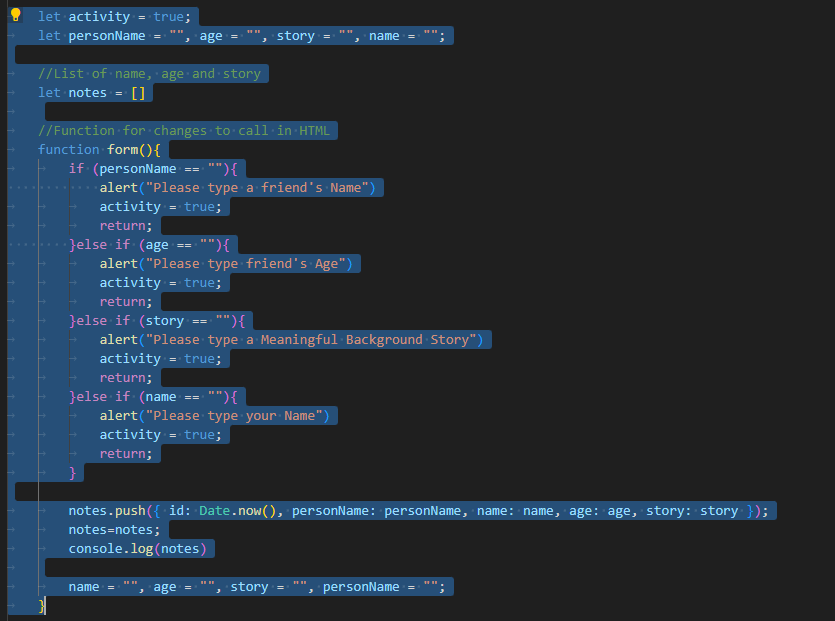 let activity = true;
let personName = "", age = "", story = "", name = "";
//List of name, age and story
let notes = []
//Function for changes to call in HTML
function form(){
if (personName == ""){
alert("Please type a friend's Name")
activity = true;
return;
}else if (age == ""){
alert("Please type friend's Age")
activity = true;
return;
}else if (story == ""){
alert("Please type a Meaningful Background Story")
activity = true;
return;
}else if (name == ""){
alert("Please type your Name")
activity = true;
return;
}
notes.push({ id: Date.now(), personName: personName, name: name, age: age, story: story });
notes=notes;
console.log(notes)
name = "", age = "", story = "", personName = "";
}